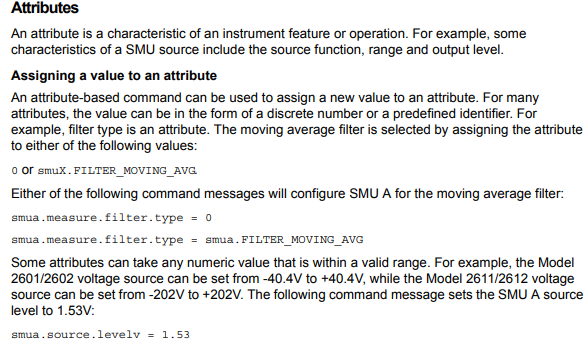 Attributes
An attribute is a characteristic of an instrument feature or operation. For example, some
characteristics of a SMU source include the source function, range and output level.
Assigning a value to an attribute
An attribute-based command can be used to assign a new value to an attribute. For many
attributes, the value can be in the form of a discrete number or a predefined identifier. For
example, filter type is an attribute. The moving average filter is selected by assigning the attribute
to either of the following values:
0 or smuX.FILTER_MOVING_AVG
Either of the following command messages will configure SMU A for the moving average filter:
smua.measure.filter.type = 0
smua.measure.filter.type = smua.FILTER_MOVING_AVG
Some attributes can take any numeric value that is within a valid range. For example, the Model
2601/2602 voltage source can be set from -40.4V to +40.4V, while the Model 2611/2612 voltage
source can be set from -202V to +202V. The following command message sets the SMU A source
level to 1.53V:
smua.source.levelv = 1.53